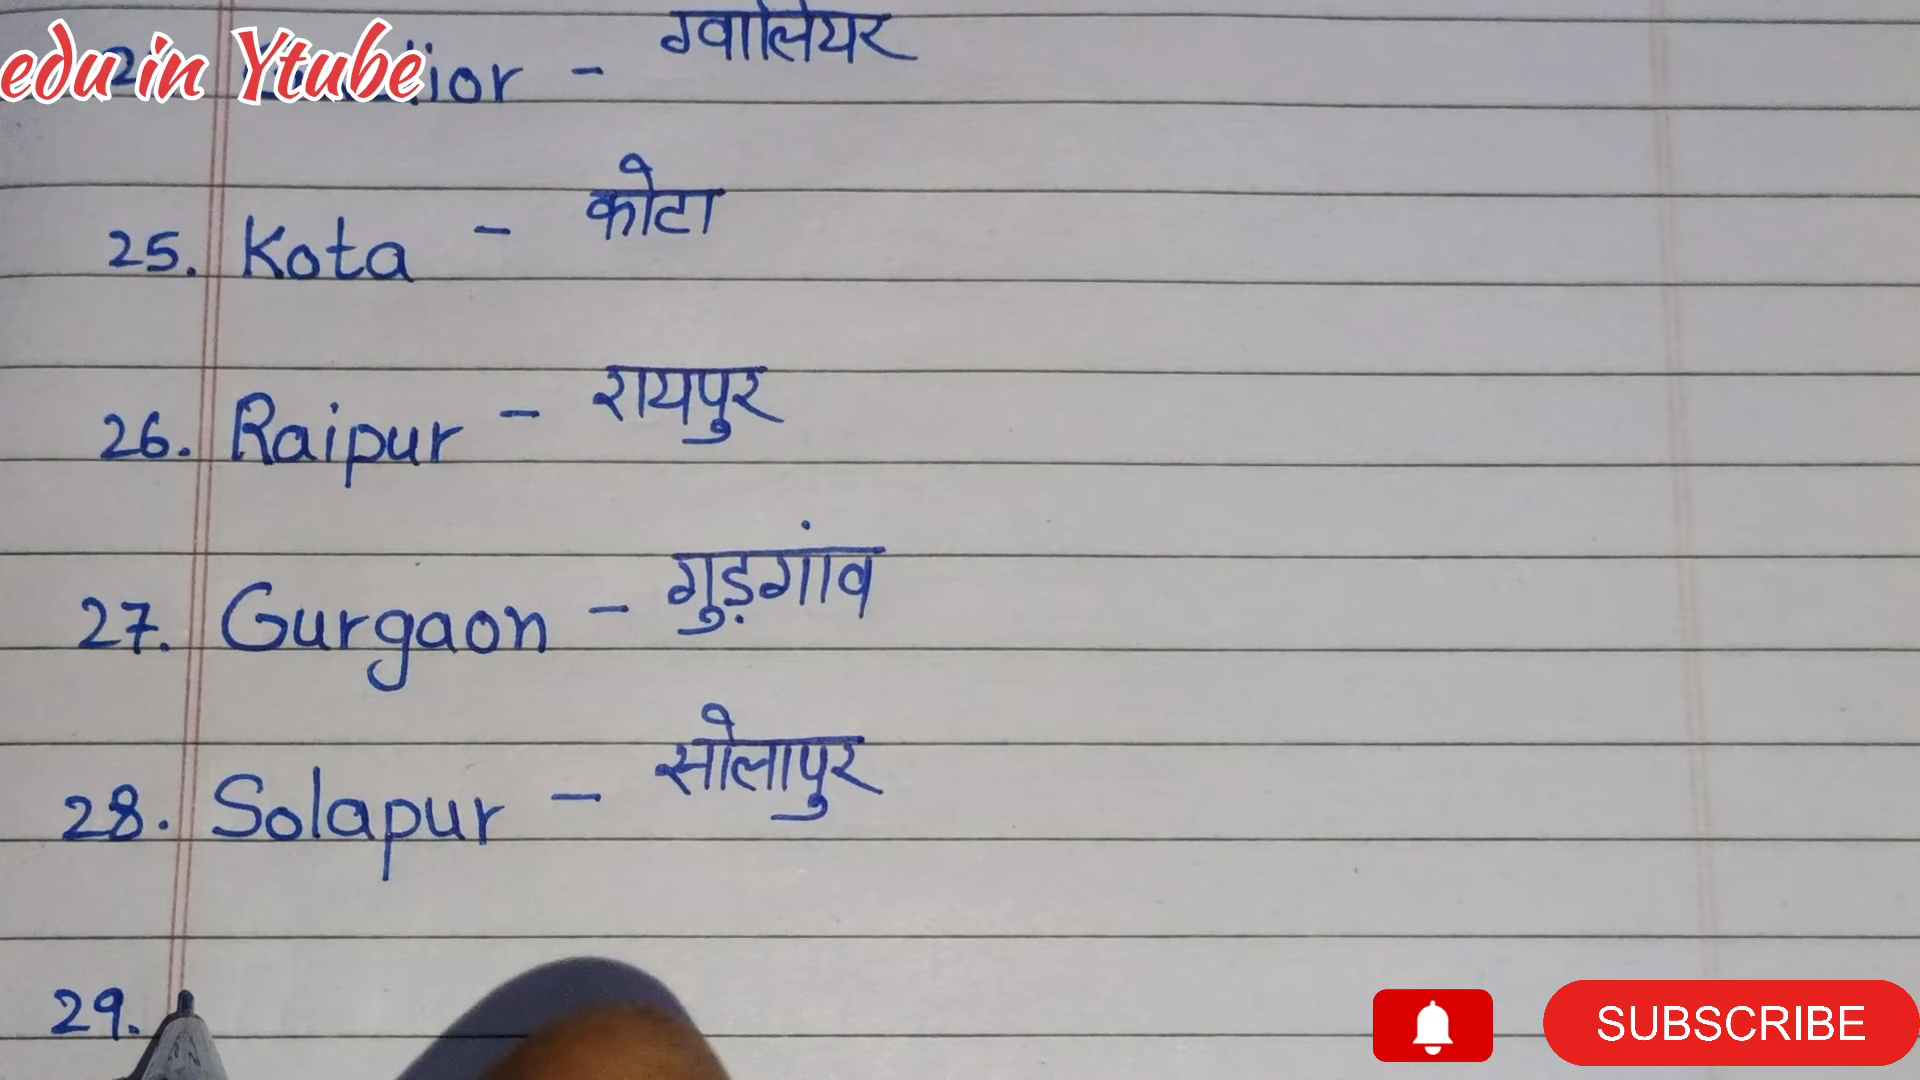 edu in Ytube
ior - ग्वालियर
25. Kota - कोटा
26. Raipur - रायपुर
27. Gurgaon - गुड़गांव
28. Solapur - सोलापुर
29.
SUBSCRIBE